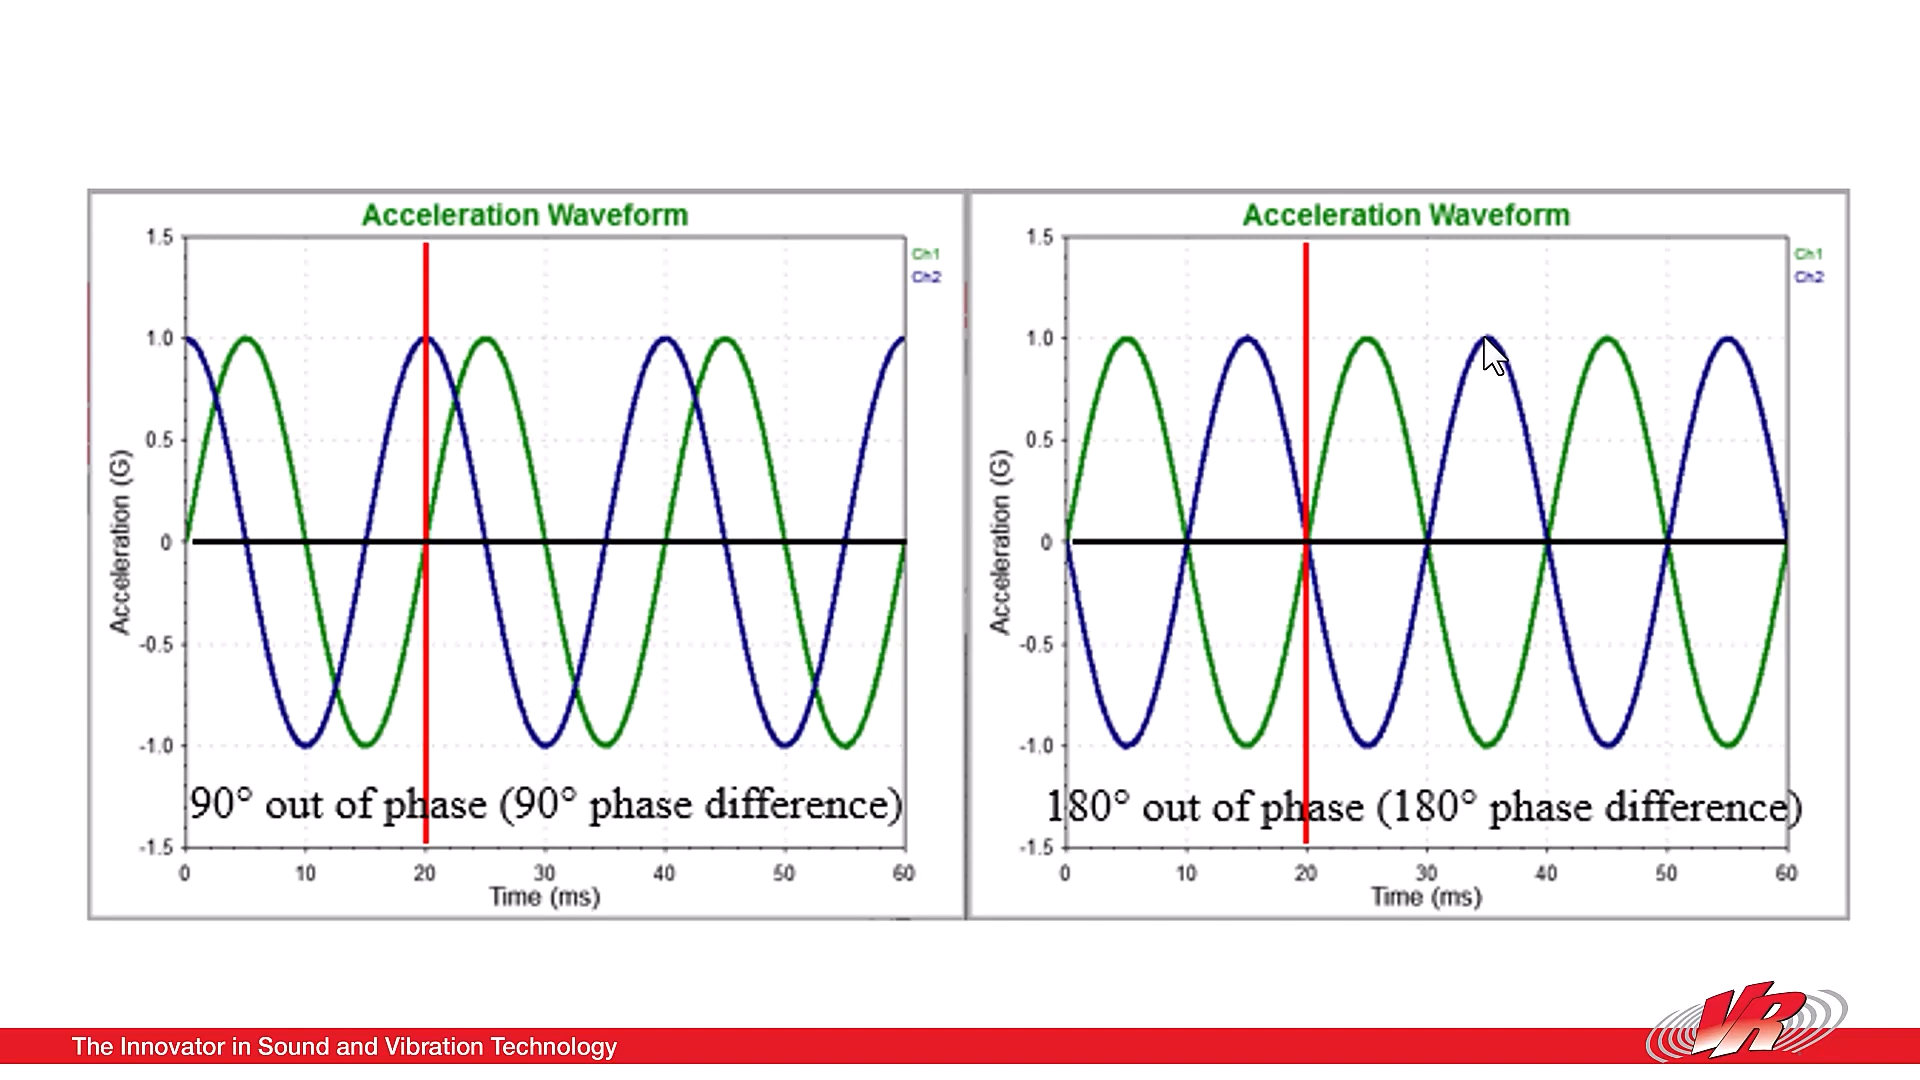 Acceleration Waveform
1.5
1.0
0.5
0
-0.5
-1.0
-1.5
Acceleration (G)
Ch1
Ch2
90° out of phase (90° phase difference)
0 10 20 30 40 50 60
Time (ms)
Acceleration Waveform
1.5
1.0
0.5
0
-0.5
-1.0
-1.5
Acceleration (G)
Ch1
Ch2
180° out of phase (180° phase difference)
0 10 20 30 40 50 60
Time (ms)
The Innovator in Sound and Vibration Technology
VR